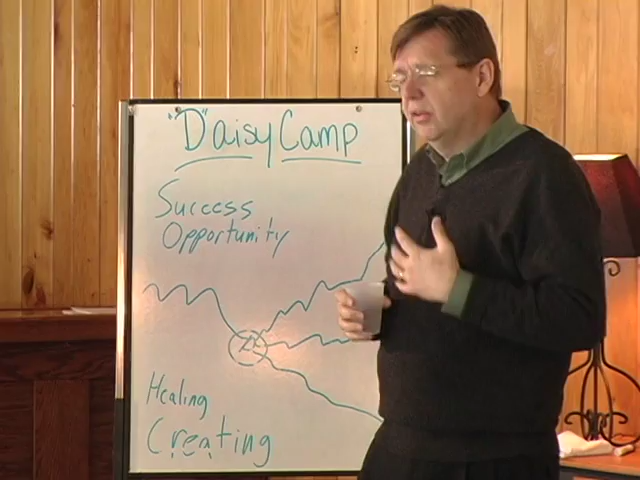 "D"aisy Camp
Success
Opportunity
Healing
Creating